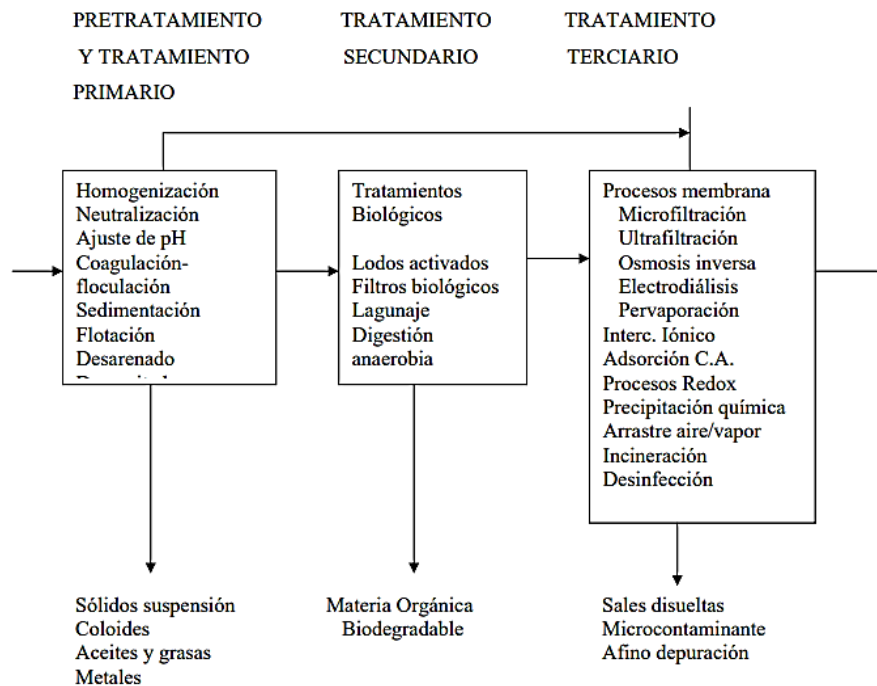 PRETRATAMIENTO
Y TRATAMIENTO
PRIMARIO
TRATAMIENTO
SECUNDARIO
TRATAMIENTO
TERCIARIO
Homogenización
Neutralización
Ajuste de pH
Coagulación-
floculación
Sedimentación
Flotación
Desarenado
Tratamientos
Biológicos
Lodos activados
Filtros biológicos
Lagunaje
Digestión
anaerobia
Procesos membrana
Microfiltración
Ultrafiltración
Osmosis inversa
Electrodiálisis
Pervaporación
Interc. Iónico
Adsorción C.A.
Procesos Redox
Precipitación química
Arrastre aire/vapor
Incineración
Desinfección
Sólidos suspensión
Coloides
Aceites y grasas
Metales
Materia Orgánica
Biodegradable
Sales disueltas
Microcontaminante
Afino depuración